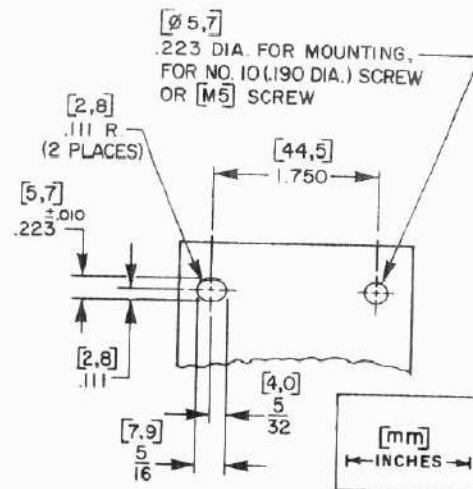 [Ø 5,7]
.223 DIA. FOR MOUNTING,
FOR NO. 10 (.190 DIA.) SCREW
OR [M5] SCREW
[2,8]
.111 R
(2 PLACES)
[44,5]
1.750
[5,7]
.223 ±.010
[2,8]
.111
[4,0]
5
32
[7,9]
5
16
[mm]
INCHES